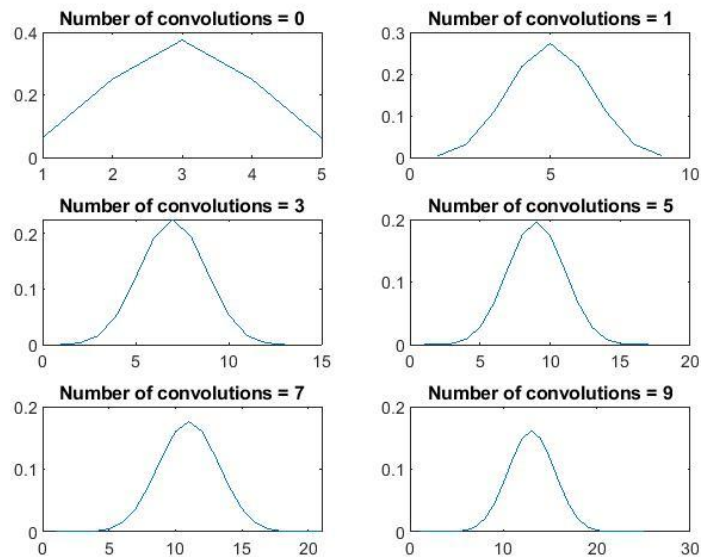 Number of convolutions = 0
0.4
0.2
0
1 2 3 4 5
Number of convolutions = 1
0.3
0.2
0.1
0
0 5 10
Number of convolutions = 3
0.2
0.1
0
0 5 10 15
Number of convolutions = 5
0.2
0.1
0
0 5 10 15 20
Number of convolutions = 7
0.2
0.1
0
0 5 10 15 20
Number of convolutions = 9
0.2
0.1
0
0 10 20 30